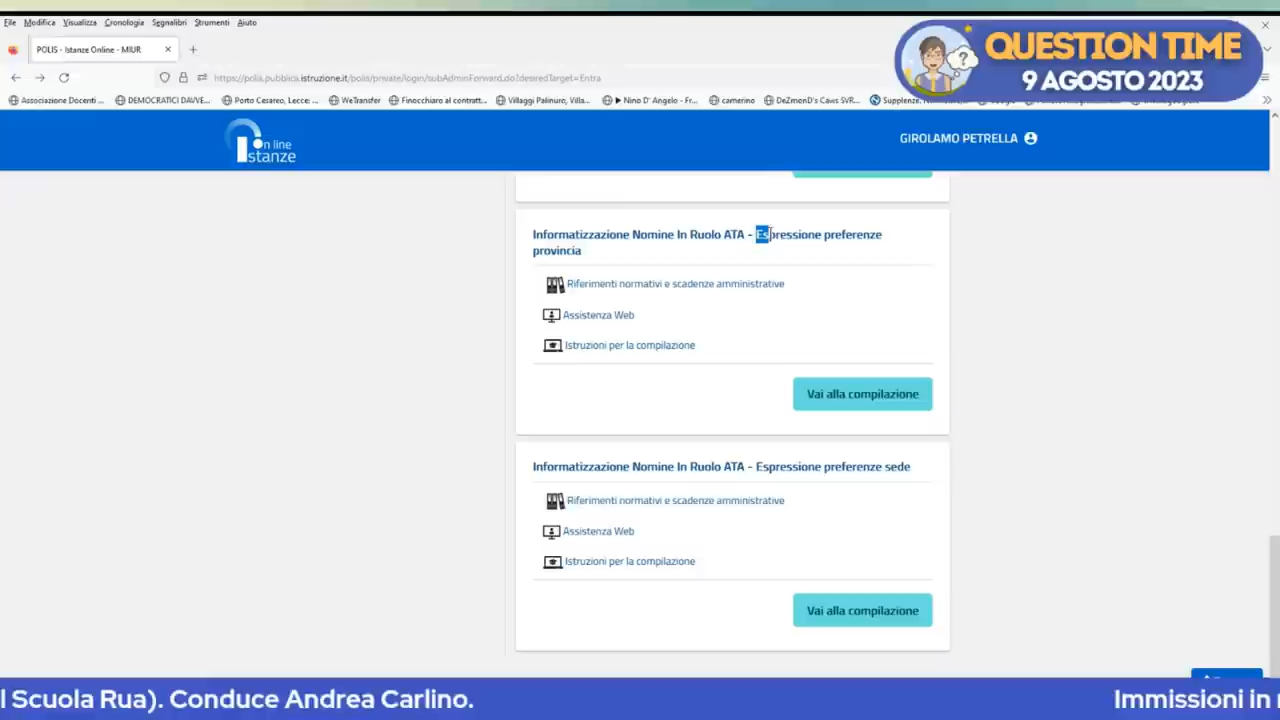 File Modifica Visualizza Cronologia Segnalibri Strumenti Aiuto
POLIS - Istanze Online - MIUR
https://polis.pubblica.istruzione.it/polis/private/login/subAdminForward.do?desiredTarget=Entra
Associazione Docenti ... DEMOCRATICI DAVVE... Porto Cesareo, Lecce: ... WeTransfer Finocchiaro al contratt... Villaggi Palinure, Villa... Nino D' Angelo - Fr... camerino DeZmonD's Caws SVR...
QUESTION TIME
9 AGOSTO 2023
On line
Istanze
GIROLAMO PETRELLA
Informatizzazione Nomine In Ruolo ATA - Espressione preferenze
provincia
Riferimenti normativi e scadenze amministrative
Assistenza Web
Istruzioni per la compilazione
Vai alla compilazione
Informatizzazione Nomine In Ruolo ATA - Espressione preferenze sede
Riferimenti normativi e scadenze amministrative
Assistenza Web
Istruzioni per la compilazione
Vai alla compilazione
l Scuola Rua). Conduce Andrea Carlino. Immissioni in